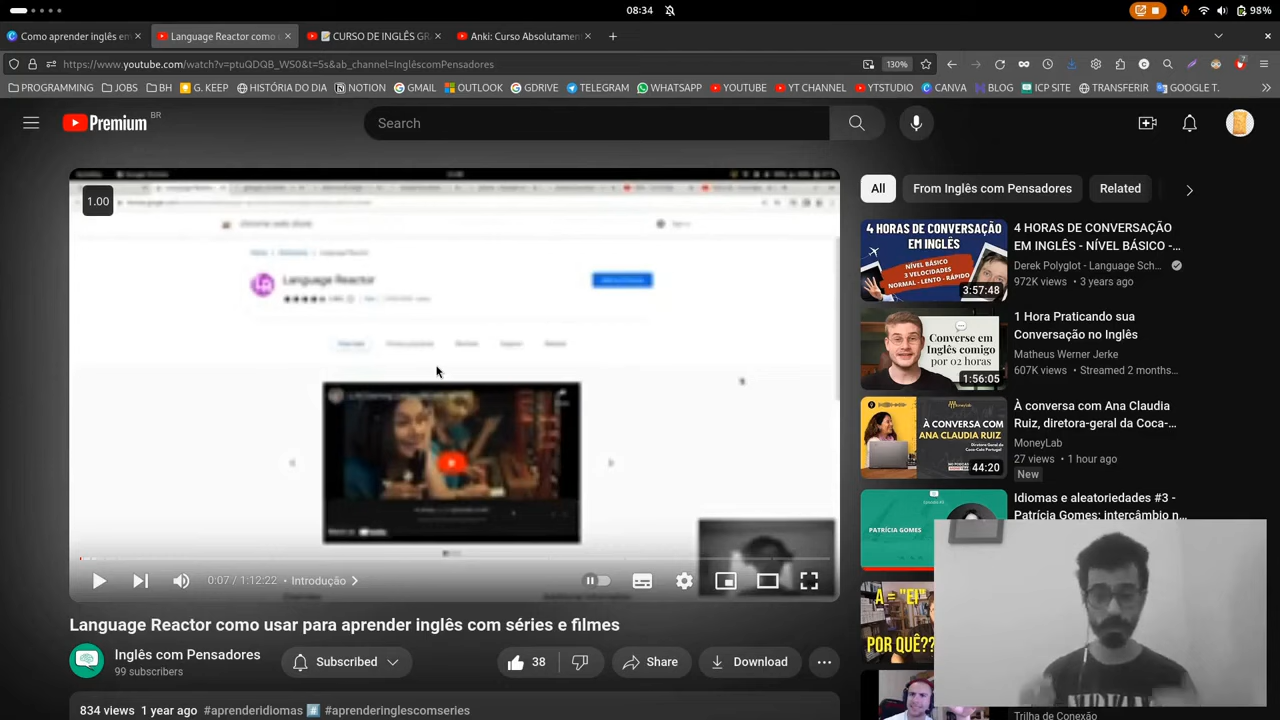 08:34
98%
Como aprender inglês em
Language Reactor como
CURSO DE INGLÊS GR
Anki: Curso Absolutamen
https://www.youtube.com/watch?v=ptuQDQB_WS0&t=5s&ab_channel=InglêscomPensadores
130%
PROGRAMMING
JOBS
BH
G. KEEP
HISTÓRIA DO DIA
NOTION
GMAIL
OUTLOOK
GDRIVE
TELEGRAM
WHATSAPP
YOUTUBE
YT CHANNEL
YTSTUDIO
CANVA
BLOG
ICP SITE
TRANSFERIR
GOOGLE T.
Premium BR
Search
1.00
Language Reactor
0:07 / 1:12:22 • Introdução
Language Reactor como usar para aprender inglês com séries e filmes
Inglês com Pensadores
99 subscribers
Subscribed
38
Share
Download
834 views 1 year ago #aprenderidiomas #️⃣ #aprenderinglescomseries
All
From Inglês com Pensadores
Related
4 HORAS DE CONVERSAÇÃO
EM INGLÊS
NÍVEL BÁSICO
3 VELOCIDADES
NORMAL - LENTO - RÁPIDO
3:57:48
4 HORAS DE CONVERSAÇÃO
EM INGLÊS - NÍVEL BÁSICO -...
Derek Polyglot - Language Sch...
972K views • 3 years ago
Converse em
Inglês comigo
por 02 horas
1:56:05
1 Hora Praticando sua
Conversação no Inglês
Matheus Werner Jerke
607K views • Streamed 2 months...
À CONVERSA COM
ANA CLAUDIA RUIZ
44:20
À conversa com Ana Claudia
Ruiz, diretora-geral da Coca-...
MoneyLab
27 views • 1 hour ago
New
PATRÍCIA GOMES
Idiomas e aleatoriedades #3 -
Patrícia Gomes: intercâmbio n...
A = "EI"
POR QUÊ??
NIRVANA
Trilha de Conexão